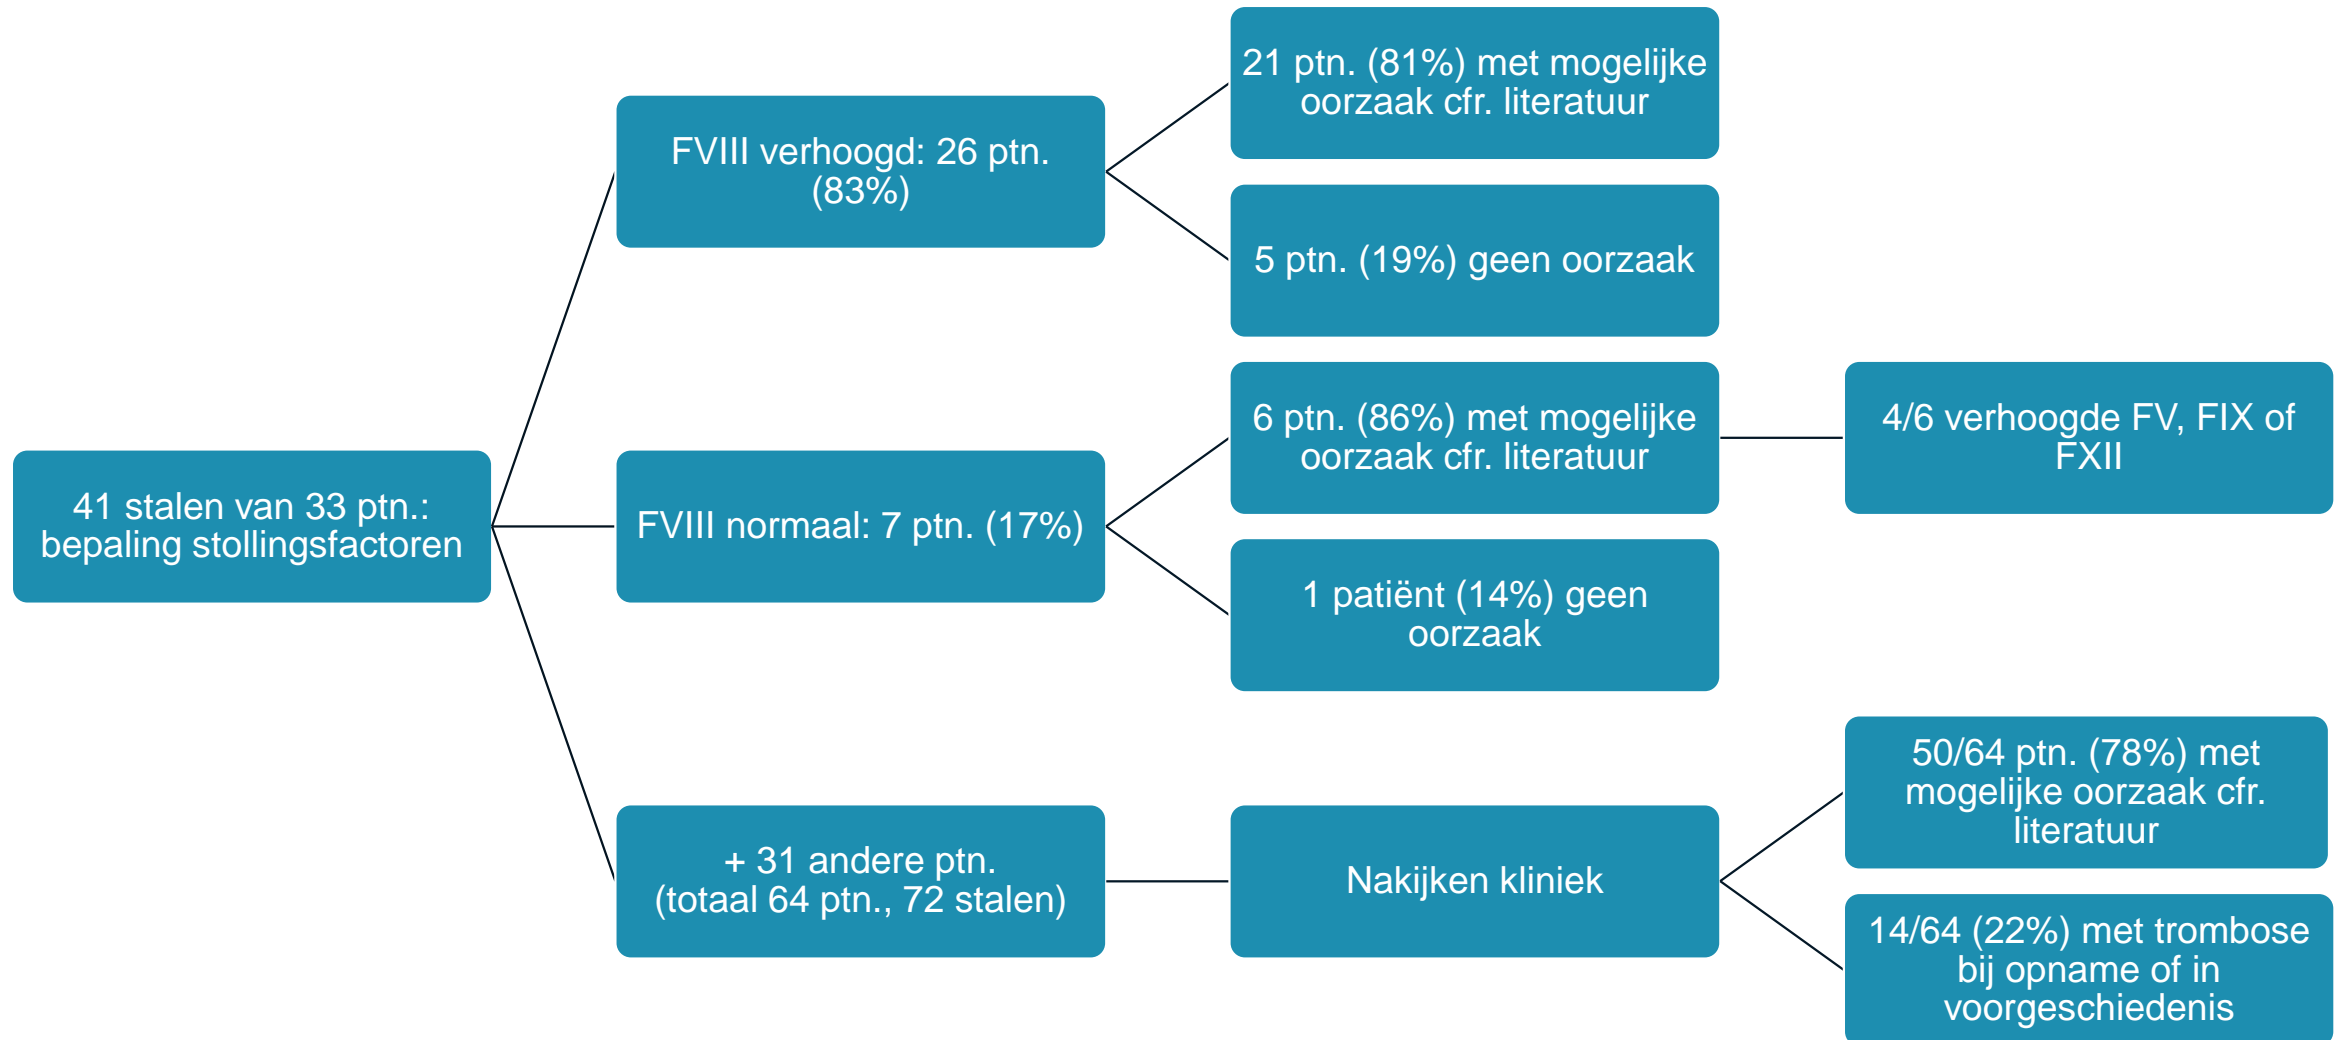 41 stalen van 33 ptn.:
bepaling stollingsfactoren
FVIII verhoogd: 26 ptn.
(83%)
21 ptn. (81%) met mogelijke
oorzaak cfr. literatuur
5 ptn. (19%) geen oorzaak
FVIII normaal: 7 ptn. (17%)
6 ptn. (86%) met mogelijke
oorzaak cfr. literatuur
4/6 verhoogde FV, FIX of
FXII
1 patiënt (14%) geen
oorzaak
+ 31 andere ptn.
(totaal 64 ptn., 72 stalen)
Nakijken kliniek
50/64 ptn. (78%) met
mogelijke oorzaak cfr.
literatuur
14/64 (22%) met trombose
bij opname of in
voorgeschiedenis